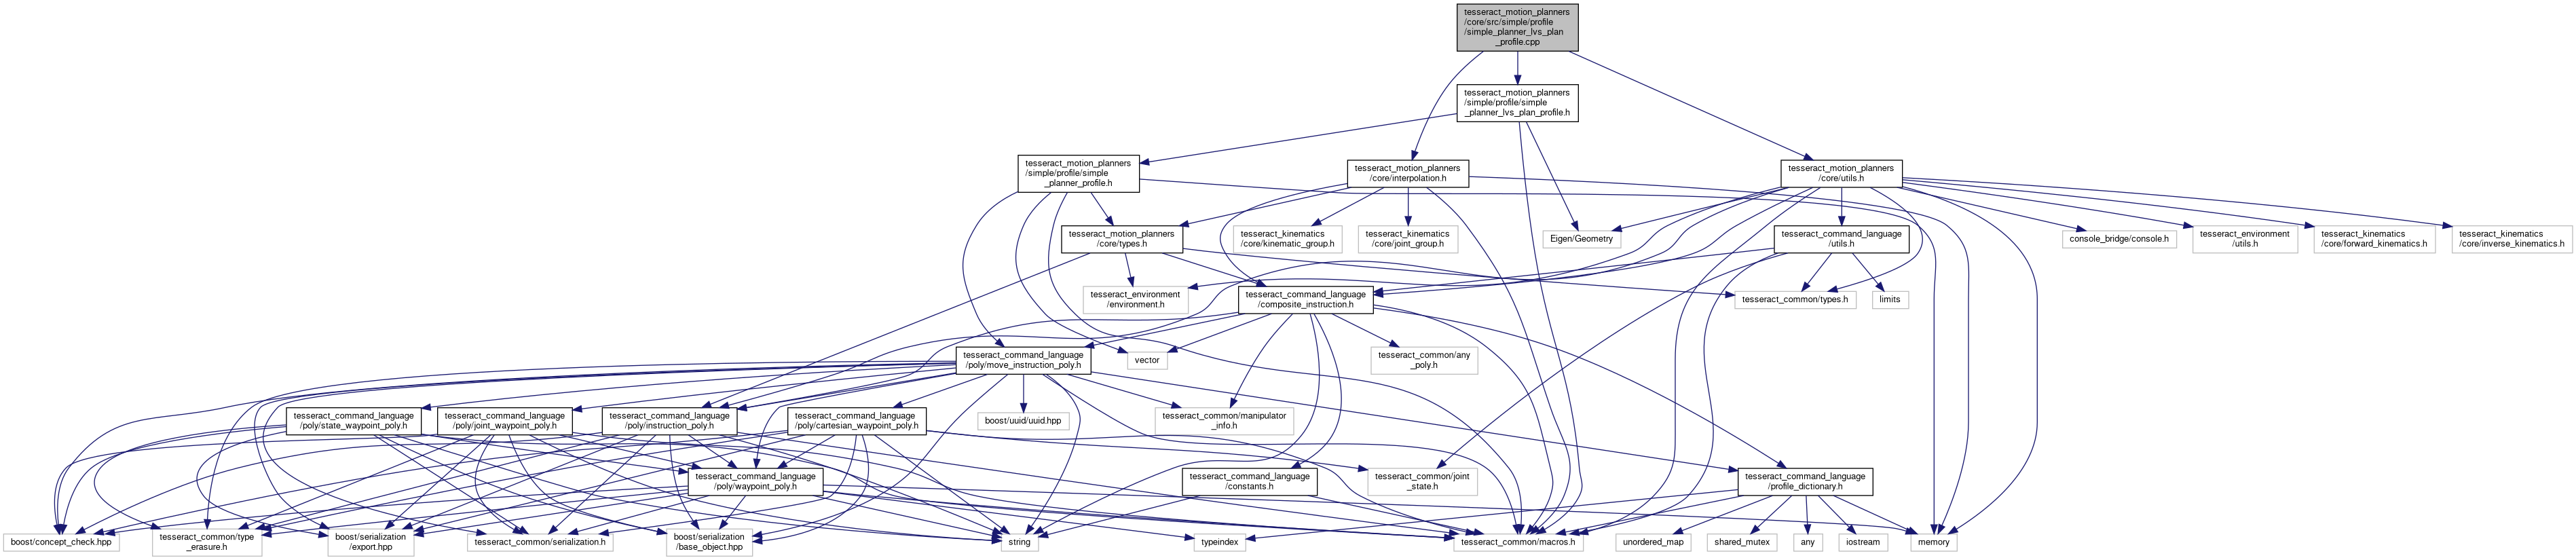 tesseract_motion_planners
/core/src/simple/profile
/simple_planner_lvs_plan
_profile.cpp
tesseract_motion_planners
/simple/profile/simple
_planner_lvs_plan_profile.h
tesseract_motion_planners
/simple/profile/simple
_planner_profile.h
tesseract_motion_planners
/core/interpolation.h
tesseract_motion_planners
/core/utils.h
tesseract_motion_planners
/core/types.h
tesseract_kinematics
/core/kinematic_group.h
tesseract_kinematics
/core/joint_group.h
Eigen/Geometry
tesseract_command_language
/utils.h
console_bridge/console.h
tesseract_environment
/utils.h
tesseract_kinematics
/core/forward_kinematics.h
tesseract_kinematics
/core/inverse_kinematics.h
tesseract_environment
/environment.h
tesseract_command_language
/composite_instruction.h
tesseract_common/types.h
limits
tesseract_command_language
/poly/move_instruction_poly.h
vector
tesseract_common/any
_poly.h
tesseract_command_language
/poly/state_waypoint_poly.h
tesseract_command_language
/poly/joint_waypoint_poly.h
tesseract_command_language
/poly/instruction_poly.h
tesseract_command_language
/poly/cartesian_waypoint_poly.h
boost/uuid/uuid.hpp
tesseract_common/manipulator
_info.h
tesseract_command_language
/poly/waypoint_poly.h
tesseract_command_language
/constants.h
tesseract_common/joint
_state.h
tesseract_command_language
/profile_dictionary.h
boost/concept_check.hpp
tesseract_common/type
_erasure.h
boost/serialization
/export.hpp
tesseract_common/serialization.h
boost/serialization
/base_object.hpp
string
typeindex
tesseract_common/macros.h
unordered_map
shared_mutex
any
iostream
memory